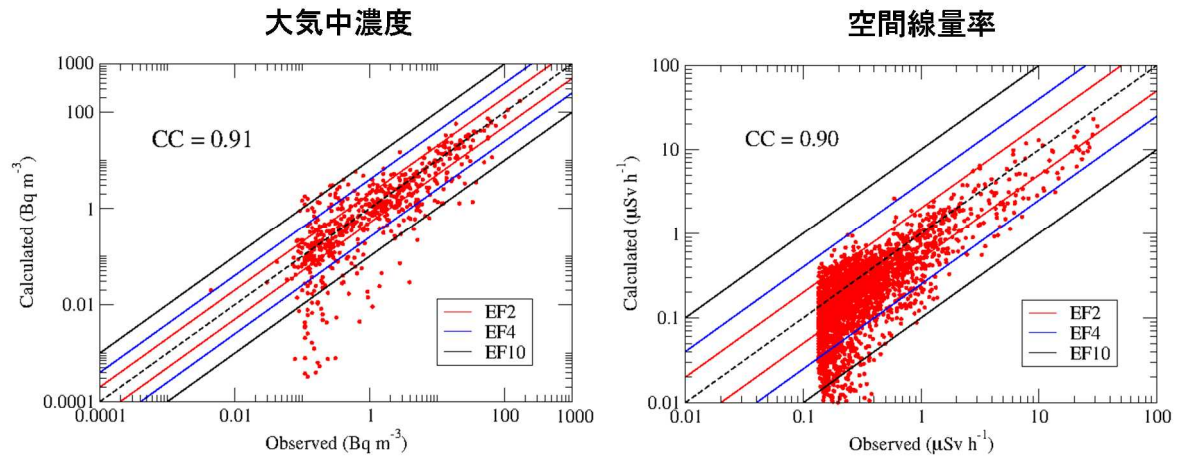 大気中濃度
1000
100
1
0.01
0.0001
Calculated (Bq m⁻³)
CC = 0.91
EF2
EF4
EF10
0.0001
0.01
1
100
1000
Observed (Bq m⁻³)
空間線量率
100
10
1
0.1
0.01
Calculated (μSv h⁻¹)
CC = 0.90
EF2
EF4
EF10
0.01
0.1
1
10
100
Observed (μSv h⁻¹)